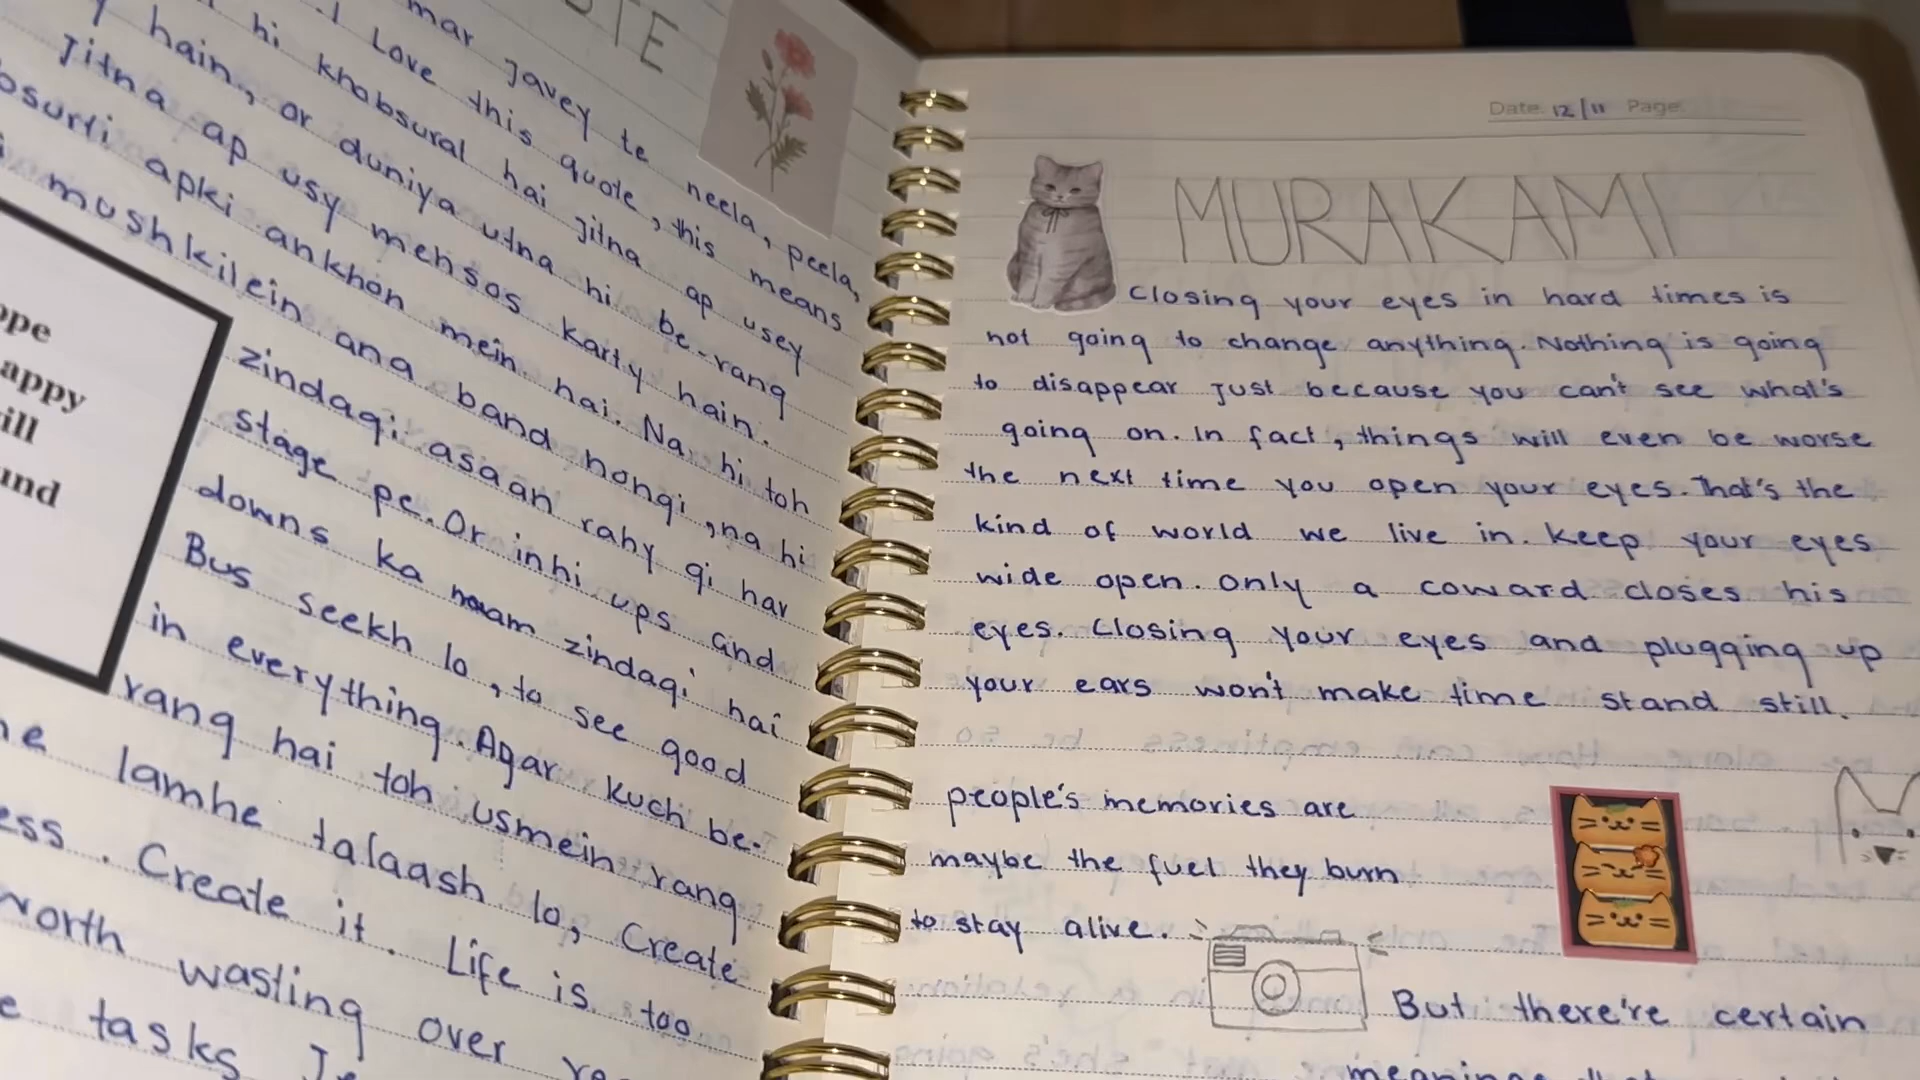 TE
mar javey te neela, peela,
. I Love this quote, this means
hi khobsural hai jitna ap usey
hain, or duniya utna hi be-rang
Jitna ap usy mehsos karty hain.
bsurti apki ankhon mein hai. Na hi toh
mushkilein ana band hongi, na hi
zindagi asaan rahy gi har
stage pe. Or inhi ups and
downs ka naam zindagi hai
Bus seekh lo, to see good
in everything. Agar kuch be-
rang hai toh usmein rang
lamhe talaash lo, create
ess. Create it. Life is too
worth wasting over
tasks
ppe
appy
ill
und
Date: 12/11 Page:
MURAKAMI
Closing your eyes in hard times is
not going to change anything. Nothing is going
to disappear just because you can't see what's
going on. In fact, things will even be worse
the next time you open your eyes. That's the
kind of world we live in. Keep your eyes
wide open. Only a coward closes his
eyes. Closing your eyes and plugging up
your ears won't make time stand still.
people's memories are
maybe the fuel they burn
to stay alive.
But there're certain